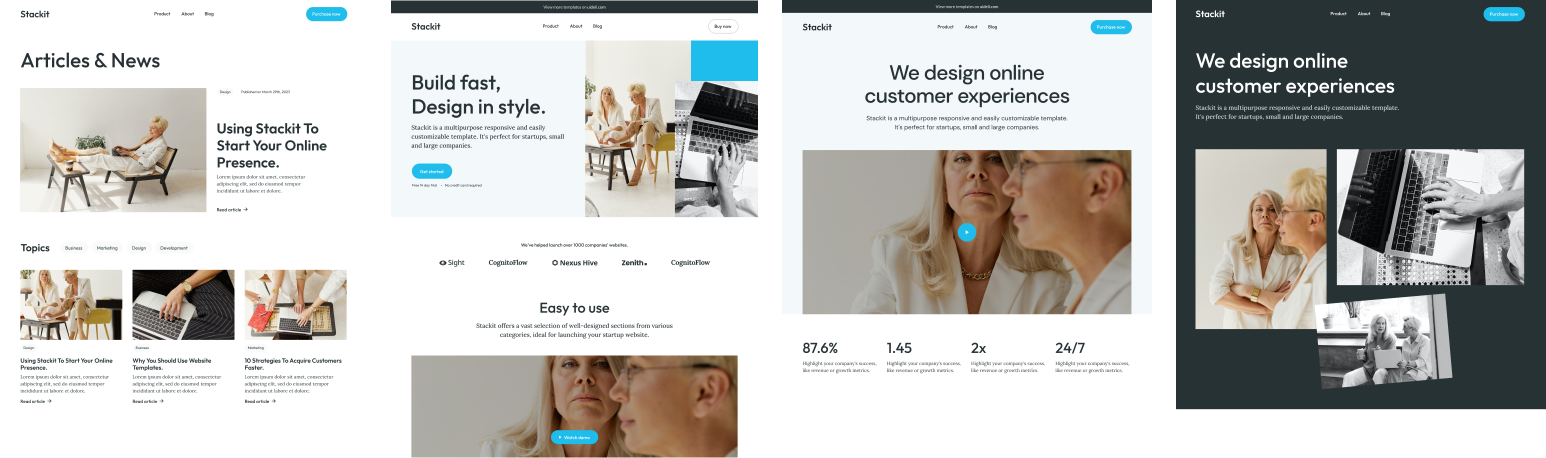 Stackit
Product About Blog
Purchase now
Articles & News
Design Published on March 29th, 2023
Using Stackit To
Start Your Online
Presence.
Lorem ipsum dolor sit amet, consectetur
adipiscing elit, sed do eiusmod tempor
incididunt ut labore et dolore.
Read article →
Topics Business Marketing Design Development
Design
Using Stackit To Start Your Online
Presence.
Lorem ipsum dolor sit amet, consectetur
adipiscing elit, sed do eiusmod tempor
incididunt ut labore et dolore.
Read article →
Business
Why You Should Use Website
Templates.
Lorem ipsum dolor sit amet, consectetur
adipiscing elit, sed do eiusmod tempor
incididunt ut labore et dolore.
Read article →
Marketing
10 Strategies To Acquire Customers
Faster.
Lorem ipsum dolor sit amet, consectetur
adipiscing elit, sed do eiusmod tempor
incididunt ut labore et dolore.
Read article →
View more templates on uidell.com
Stackit
Product About Blog
Buy now
Build fast,
Design in style.
Stackit is a multipurpose responsive and easily
customizable template. It's perfect for startups, small
and large companies.
Get started
Free 14 day trial • No credit card required
We've helped launch over 1000 companies' websites.
Sight CognitoFlow Nexus Hive Zenith. CognitoFlow
Easy to use
Stackit offers a vast selection of well-designed sections from various
categories, ideal for launching your startup website.
Watch demo
View more templates on uidell.com
Stackit
Product About Blog
Purchase now
We design online
customer experiences
Stackit is a multipurpose responsive and easily customizable template.
It's perfect for startups, small and large companies.
87.6%
Highlight your company's success,
like revenue or growth metrics.
1.45
Highlight your company's success,
like revenue or growth metrics.
2x
Highlight your company's success,
like revenue or growth metrics.
24/7
Highlight your company's success,
like revenue or growth metrics.
Stackit
Product About Blog
Purchase now
We design online
customer experiences
Stackit is a multipurpose responsive and easily customizable template.
It's perfect for startups, small and large companies.